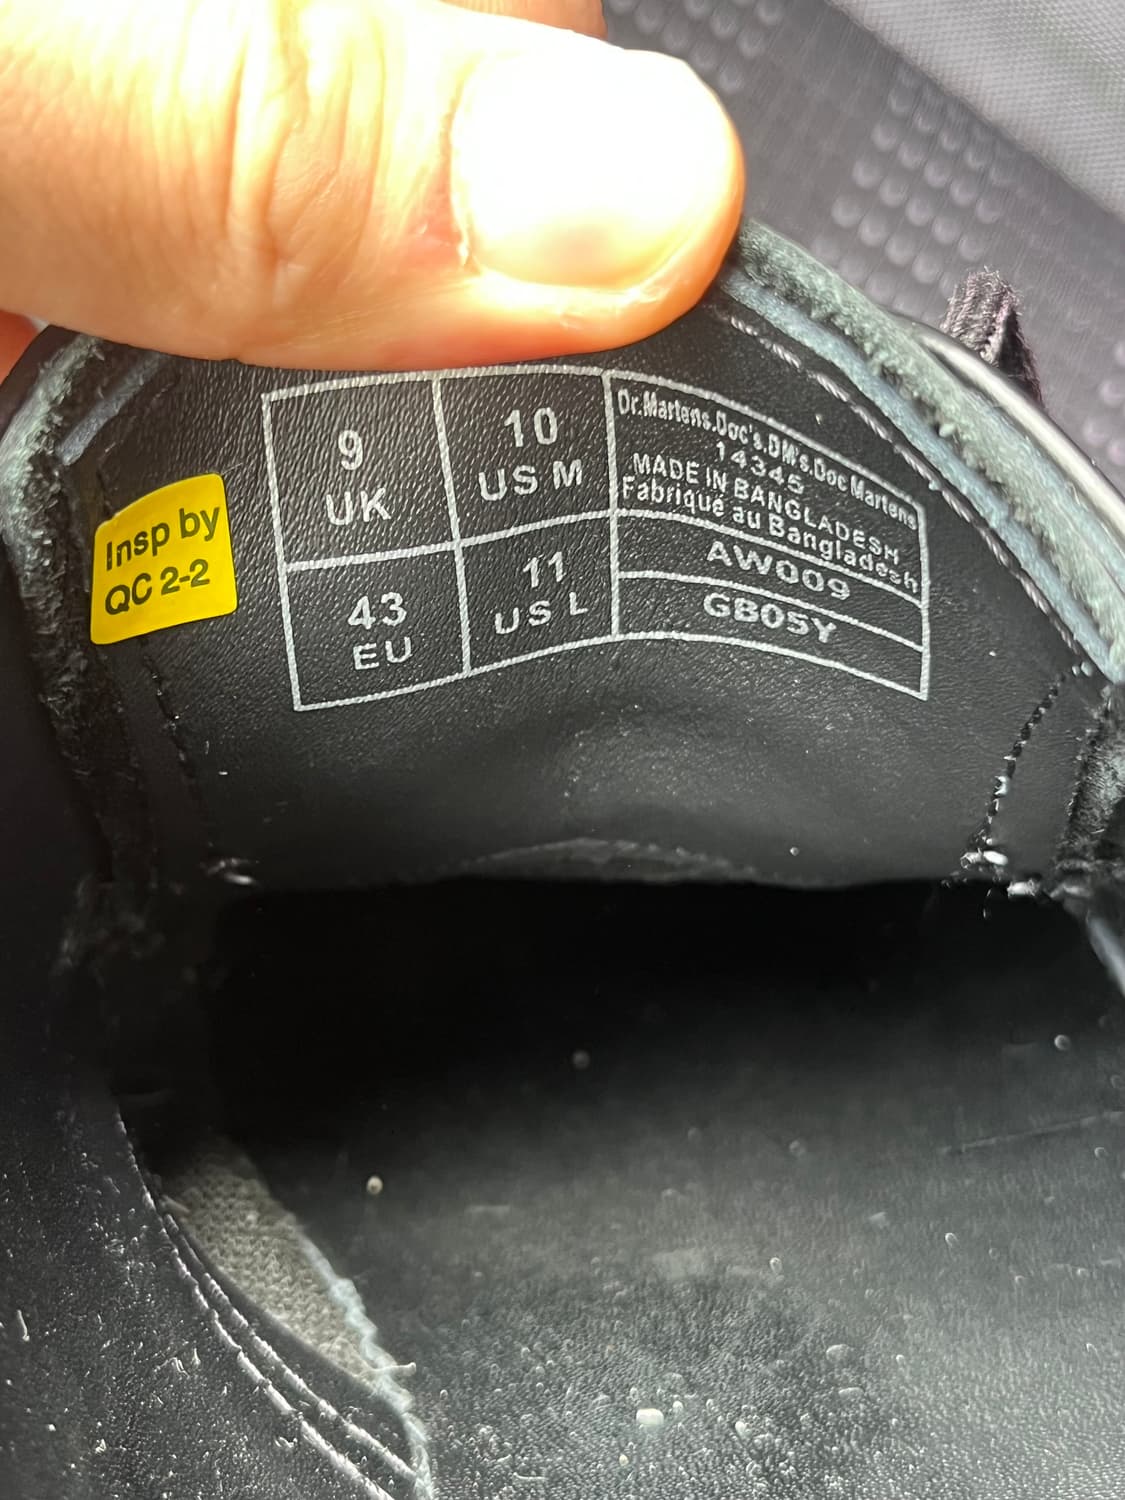 Insp by
QC 2-2
9
UK
10
US M
43
EU
11
US L
Dr.Martens.Doc's.DM's.Doc Martens
14345
MADE IN BANGLADESH
Fabriqué au Bangladesh
AW009
GB05Y